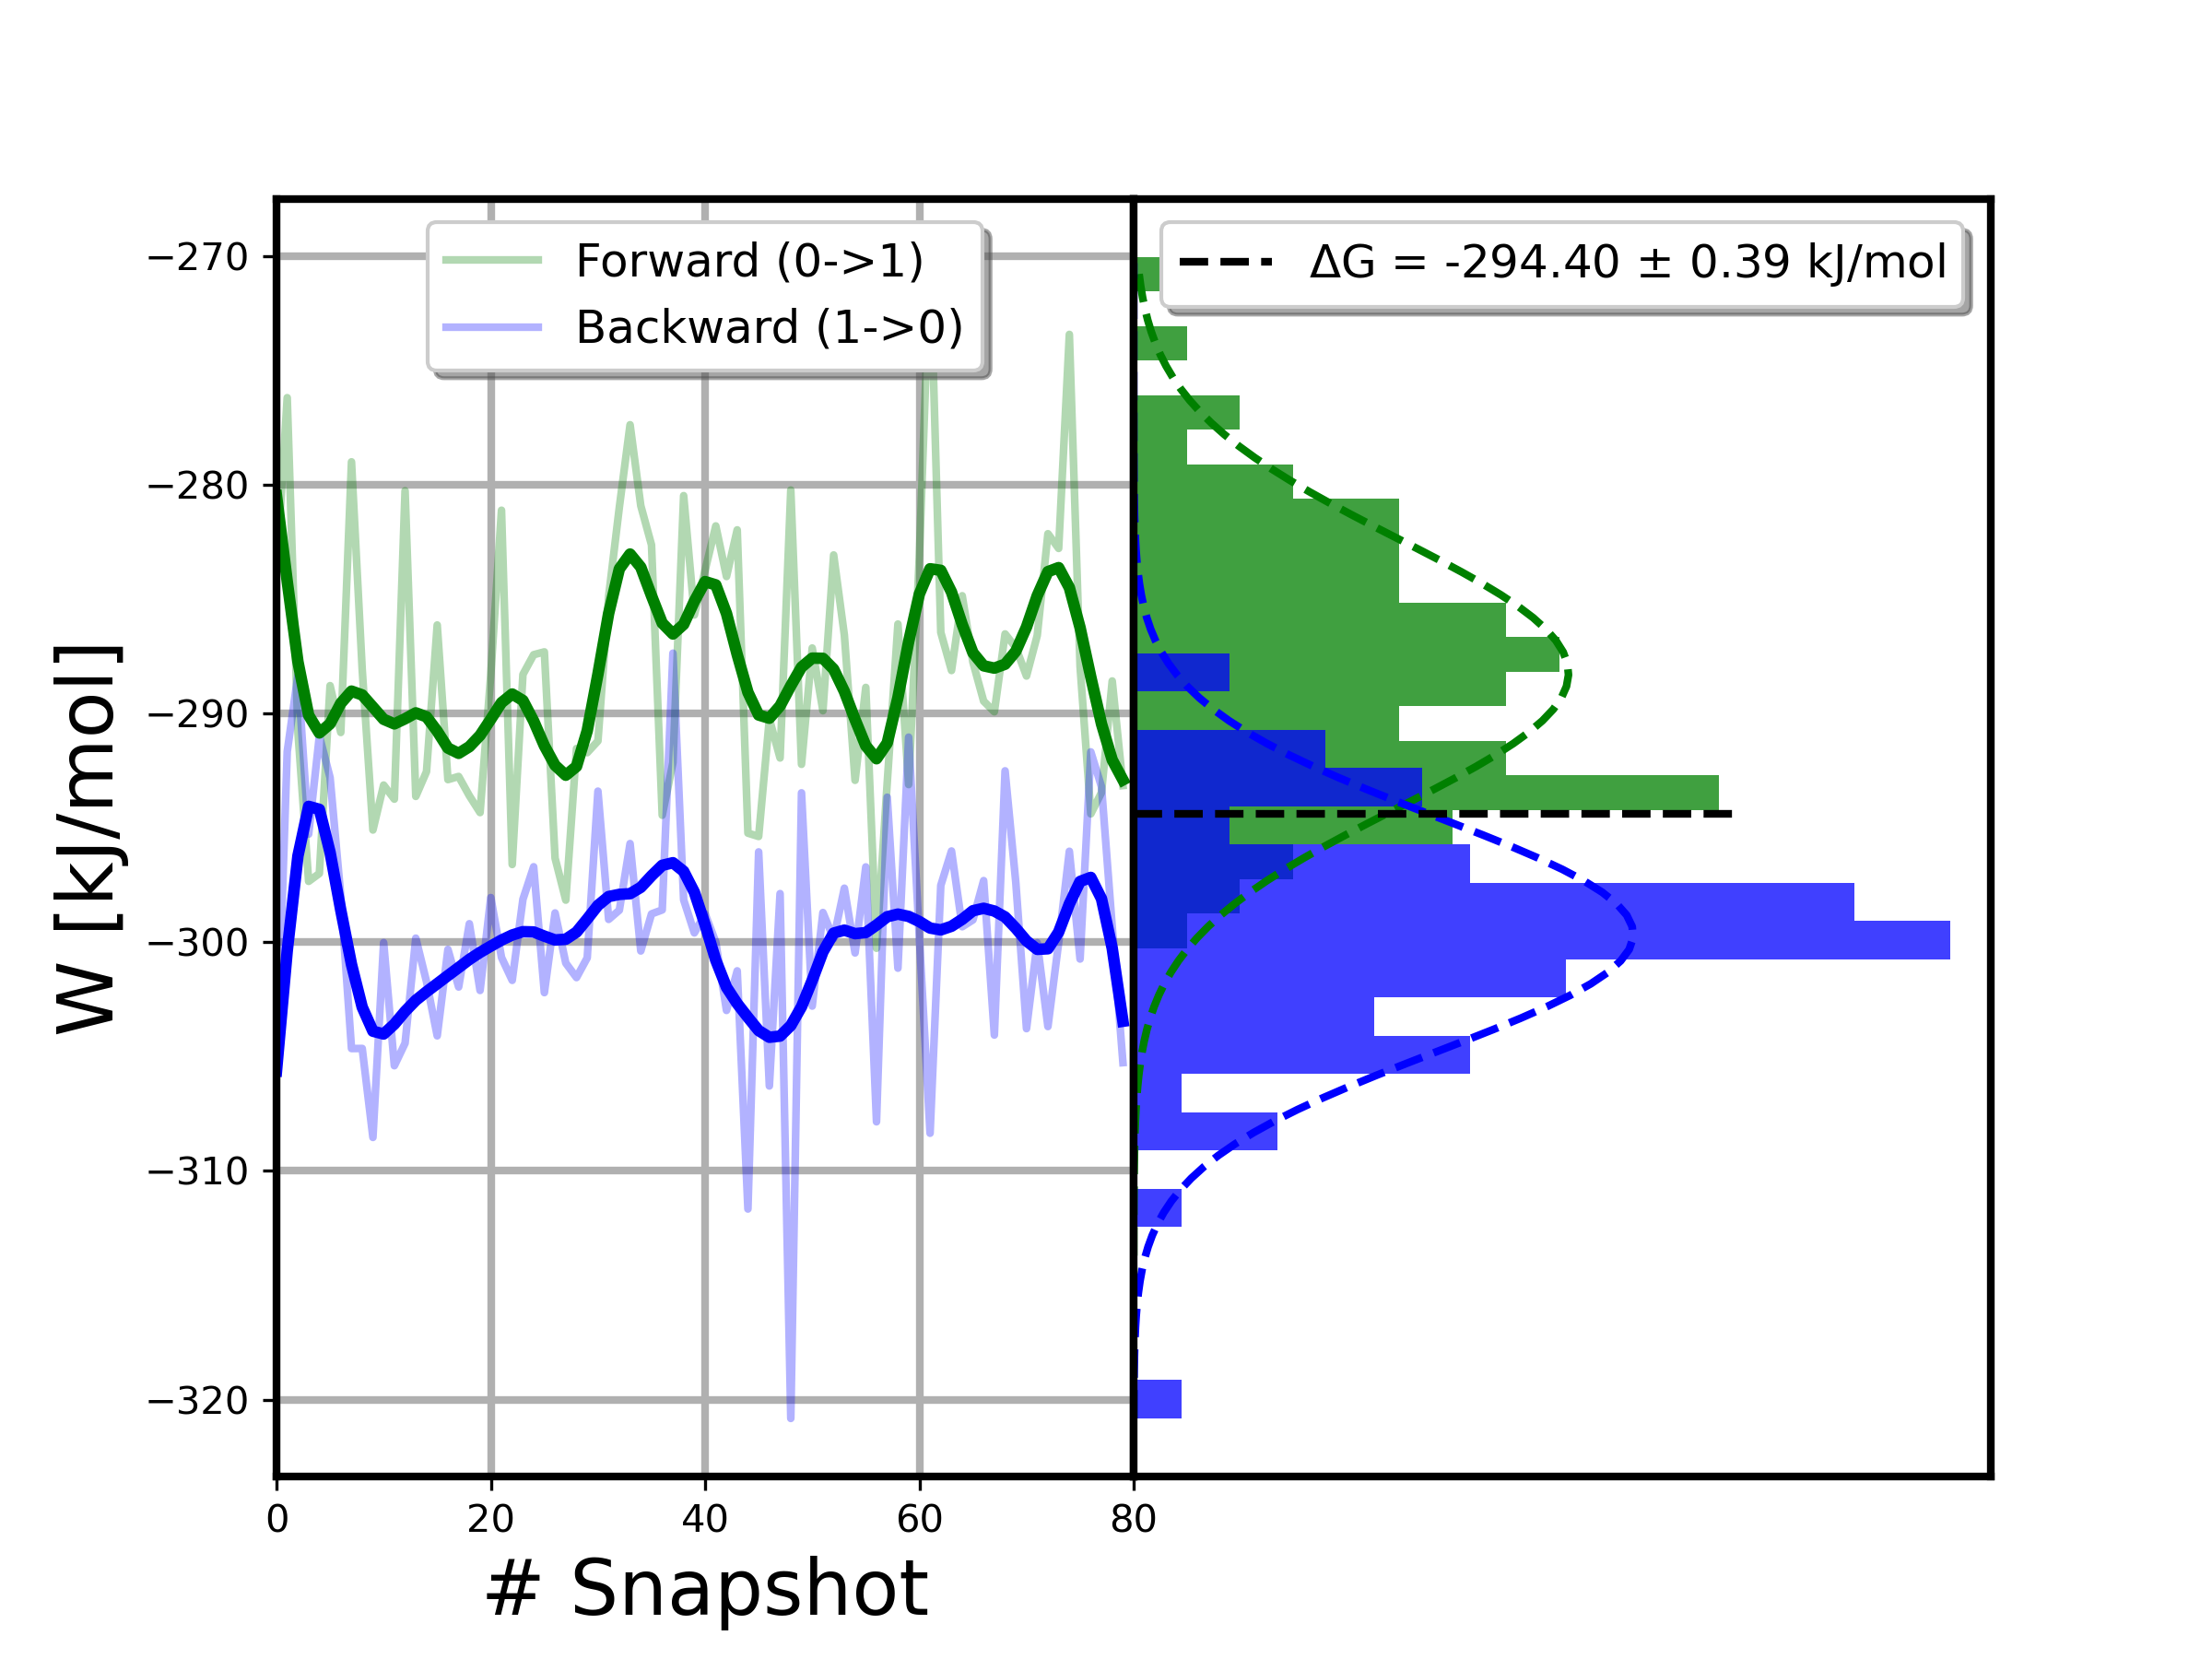 Forward (0->1)
Backward (1->0)
ΔG = -294.40 ± 0.39 kJ/mol
W [kJ/mol]
−270
−280
−290
−300
−310
−320
0 20 40 60 80
# Snapshot